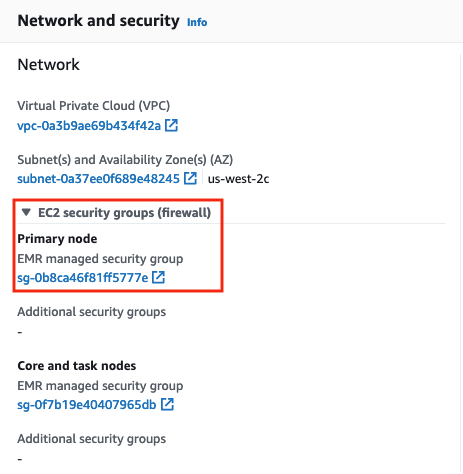 Network and security Info
Network
Virtual Private Cloud (VPC)
vpc-0a3b9ae69b434f42a
Subnet(s) and Availability Zone(s) (AZ)
subnet-0a37ee0f689e48245 us-west-2c
▼ EC2 security groups (firewall)
Primary node
EMR managed security group
sg-0b8ca46f81ff5777e
Additional security groups
-
Core and task nodes
EMR managed security group
sg-0f7b19e40407965db
Additional security groups
-